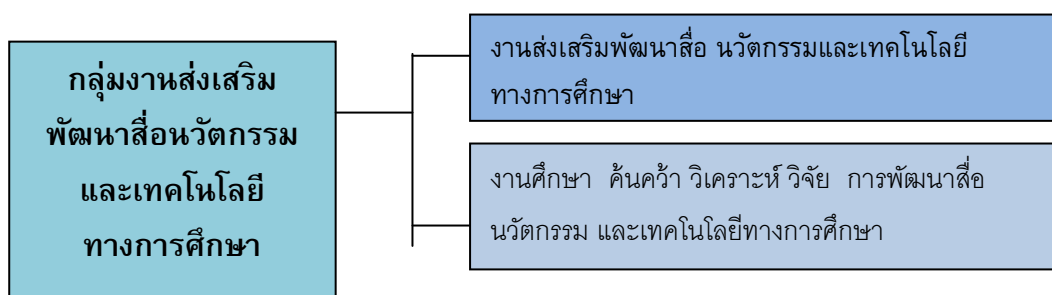 กลุ่มงานส่งเสริม
พัฒนาสื่อนวัตกรรม
และเทคโนโลยี
ทางการศึกษา
งานส่งเสริมพัฒนาสื่อ นวัตกรรมและเทคโนโลยี
ทางการศึกษา
งานศึกษา ค้นคว้า วิเคราะห์ วิจัย การพัฒนาสื่อ
นวัตกรรม และเทคโนโลยีทางการศึกษา